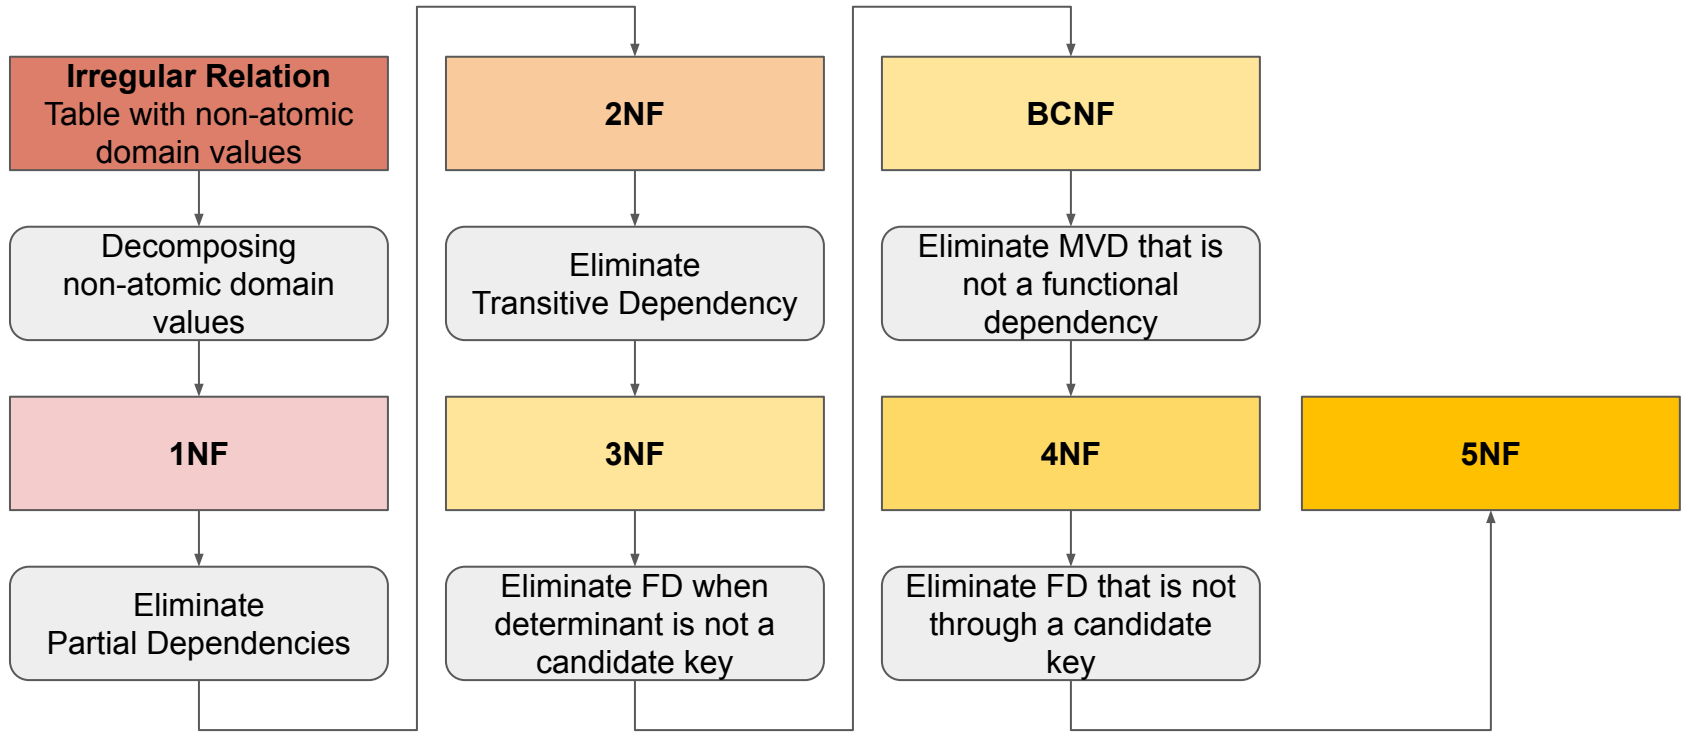 Irregular Relation
Table with non-atomic
domain values
Decomposing
non-atomic domain
values
1NF
Eliminate
Partial Dependencies
2NF
Eliminate
Transitive Dependency
3NF
Eliminate FD when
determinant is not a
candidate key
BCNF
Eliminate MVD that is
not a functional
dependency
4NF
Eliminate FD that is not
through a candidate
key
5NF